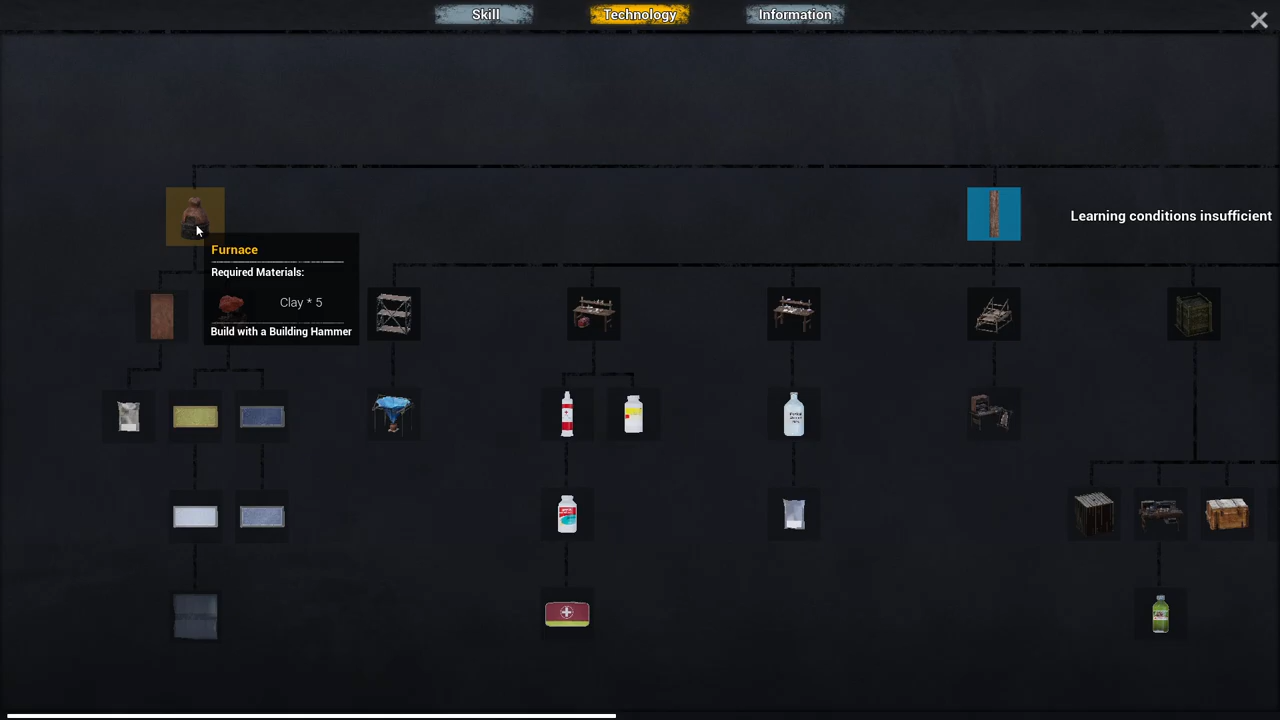 Skill
Technology
Information
Learning conditions insufficient
Furnace
Required Materials:
Clay * 5
Build with a Building Hammer